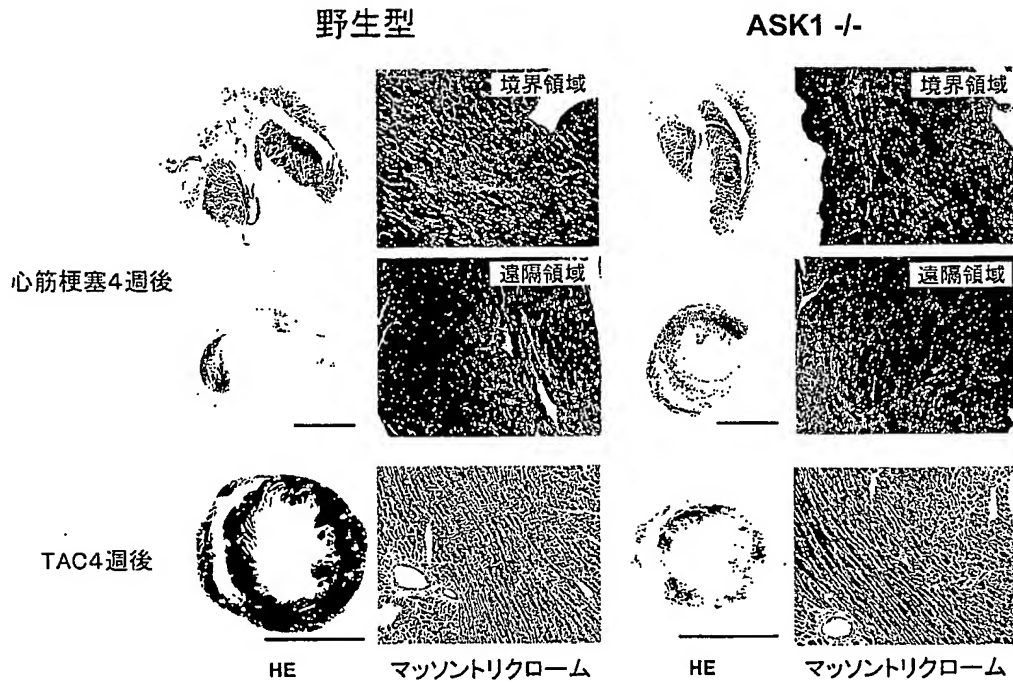 野生型
ASK1 -/-
境界領域
境界領域
心筋梗塞4週後
遠隔領域
遠隔領域
TAC4週後
HE
マッソントリクローム
HE
マッソントリクローム